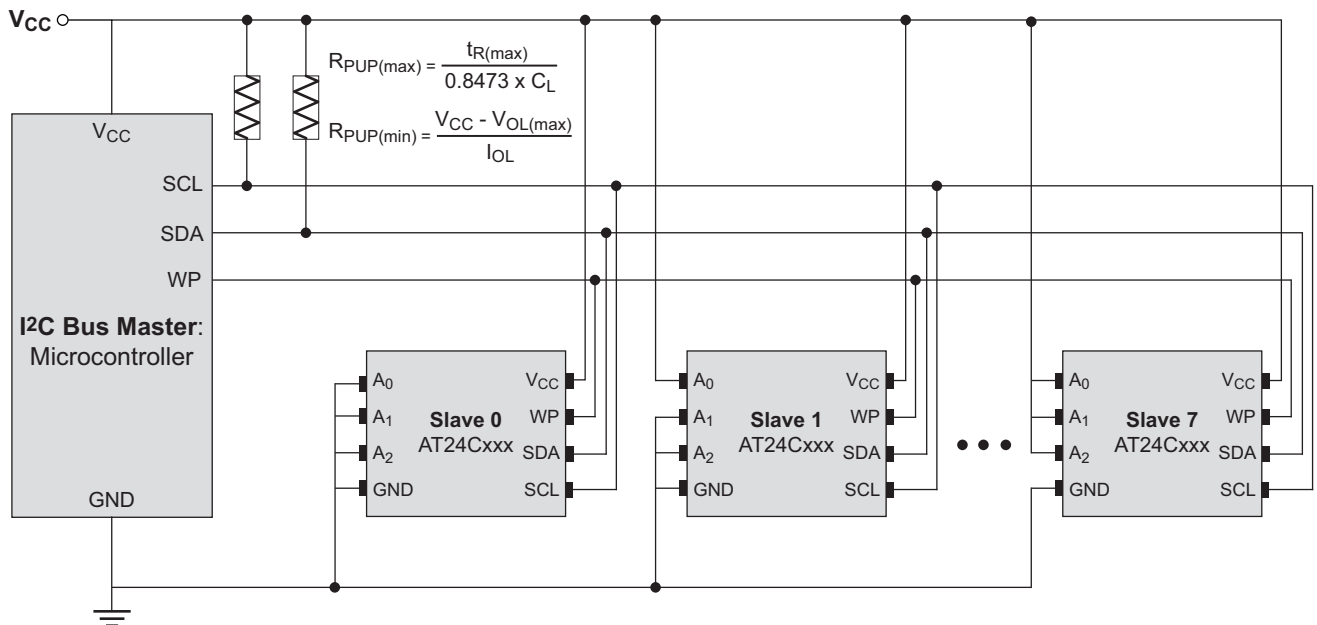 VCC
RPUP(max) = tR(max)
0.8473 x CL
RPUP(min) = VCC - VOL(max)
IOL
VCC
SCL
SDA
WP
I2C Bus Master:
Microcontroller
GND
A0
A1
A2
GND
Slave 0
AT24Cxxx
VCC
WP
SDA
SCL
A0
A1
A2
GND
Slave 1
AT24Cxxx
VCC
WP
SDA
SCL
A0
A1
A2
GND
Slave 7
AT24Cxxx
VCC
WP
SDA
SCL